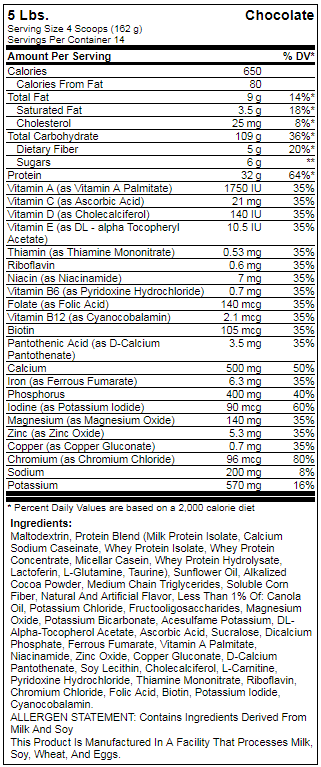 5 Lbs. Chocolate
Serving Size 4 Scoops (162 g)
Servings Per Container 14
Amount Per Serving % DV*
Calories 650
Calories From Fat 80
Total Fat 9 g 14%*
Saturated Fat 3.5 g 18%*
Cholesterol 25 mg 8%*
Total Carbohydrate 109 g 36%*
Dietary Fiber 5 g 20%*
Sugars 6 g **
Protein 32 g 64%*
Vitamin A (as Vitamin A Palmitate) 1750 IU 35%
Vitamin C (as Ascorbic Acid) 21 mg 35%
Vitamin D (as Cholecalciferol) 140 IU 35%
Vitamin E (as DL - alpha Tocopheryl 10.5 IU 35%
Acetate)
Thiamin (as Thiamine Mononitrate) 0.53 mg 35%
Riboflavin 0.6 mg 35%
Niacin (as Niacinamide) 7 mg 35%
Vitamin B6 (as Pyridoxine Hydrochloride) 0.7 mg 35%
Folate (as Folic Acid) 140 mcg 35%
Vitamin B12 (as Cyanocobalamin) 2.1 mcg 35%
Biotin 105 mcg 35%
Pantothenic Acid (as D-Calcium 3.5 mg 35%
Pantothenate)
Calcium 500 mg 50%
Iron (as Ferrous Fumarate) 6.3 mg 35%
Phosphorus 400 mg 40%
Iodine (as Potassium Iodide) 90 mcg 60%
Magnesium (as Magnesium Oxide) 140 mg 35%
Zinc (as Zinc Oxide) 5.3 mg 35%
Copper (as Copper Gluconate) 0.7 mg 35%
Chromium (as Chromium Chloride) 96 mcg 80%
Sodium 200 mg 8%
Potassium 570 mg 16%
* Percent Daily Values are based on a 2,000 calorie diet
Ingredients:
Maltodextrin, Protein Blend (Milk Protein Isolate, Calcium
Sodium Caseinate, Whey Protein Isolate, Whey Protein
Concentrate, Micellar Casein, Whey Protein Hydrolysate,
Lactoferin, L-Glutamine, Taurine), Sunflower Oil, Alkalized
Cocoa Powder, Medium Chain Triglycerides, Soluble Corn
Fiber, Natural And Artificial Flavor, Less Than 1% Of: Canola
Oil, Potassium Chloride, Fructooligosaccharides, Magnesium
Oxide, Potassium Bicarbonate, Acesulfame Potassium, DL-
Alpha-Tocopherol Acetate, Ascorbic Acid, Sucralose, Dicalcium
Phosphate, Ferrous Fumarate, Vitamin A Palmitate,
Niacinamide, Zinc Oxide, Copper Gluconate, D-Calcium
Pantothenate, Soy Lecithin, Cholecalciferol, L-Carnitine,
Pyridoxine Hydrochloride, Thiamine Mononitrate, Riboflavin,
Chromium Chloride, Folic Acid, Biotin, Potassium Iodide,
Cyanocobalamin.
ALLERGEN STATEMENT: Contains Ingredients Derived From
Milk And Soy
This Product Is Manufactured In A Facility That Processes Milk,
Soy, Wheat, And Eggs.